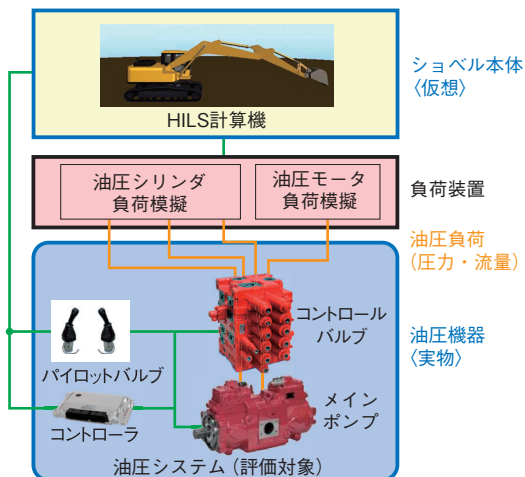 ショベル本体
〈仮想〉
HILS計算機
油圧シリンダ
負荷模擬
油圧モータ
負荷模擬
負荷装置
油圧負荷
(圧力・流量)
コントロール
バルブ
油圧機器
〈実物〉
パイロットバルブ
メイン
ポンプ
コントローラ
油圧システム(評価対象)